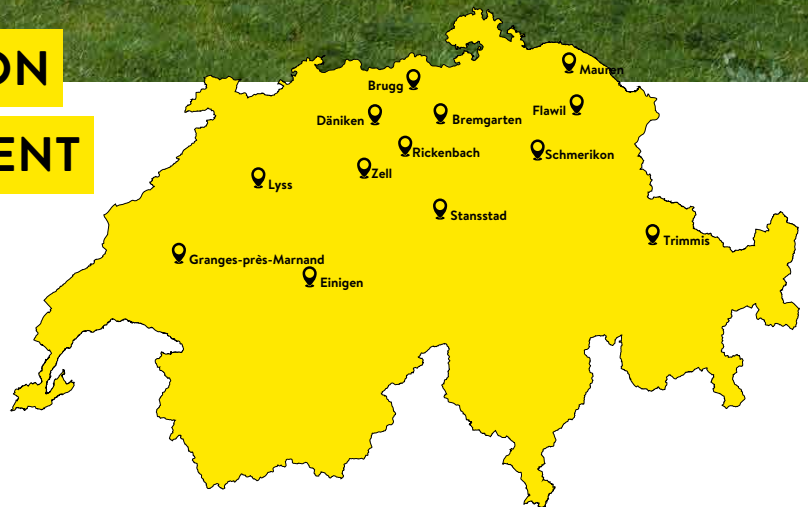 ON
ENT
Mauren
Brugg
Däniken
Bremgarten
Flawil
Rickenbach
Schmerikon
Zell
Lyss
Stansstad
Trimmis
Granges-près-Marnand
Einigen